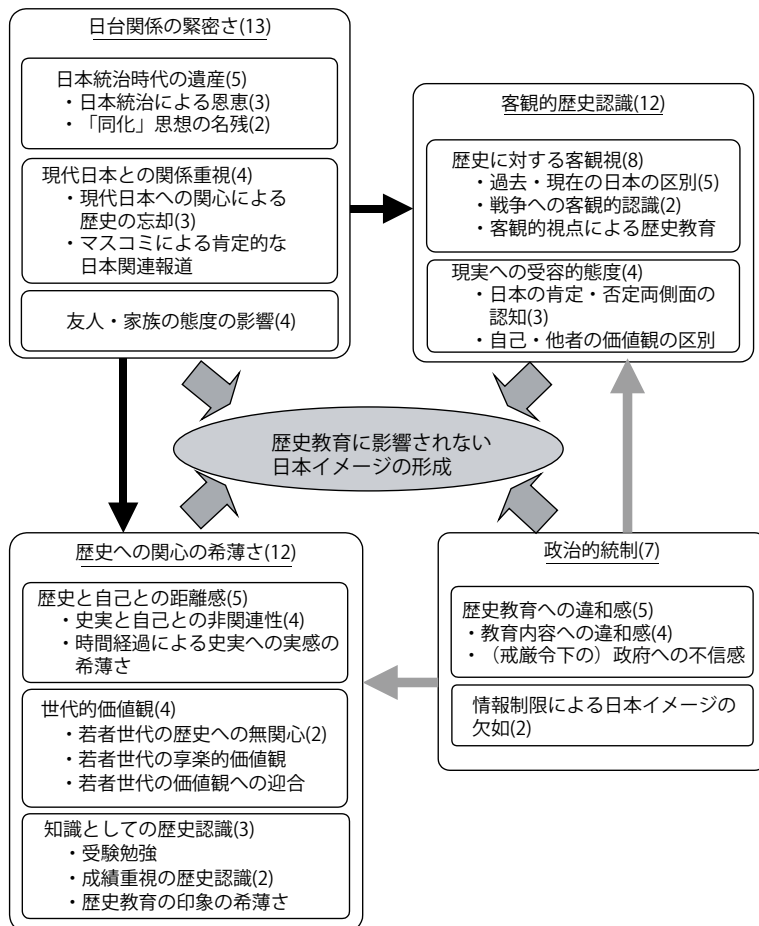 日台関係の緊密さ(13)
日本統治時代の遺産(5)
・日本統治による恩恵(3)
・「同化」思想の名残(2)
現代日本との関係重視(4)
・現代日本への関心による
歴史の忘却(3)
・マスコミによる肯定的な
日本関連報道
友人・家族の態度の影響(4)
客観的歴史認識(12)
歴史に対する客観視(8)
・過去・現在の日本の区別(5)
・戦争への客観的認識(2)
・客観的視点による歴史教育
現実への受容的態度(4)
・日本の肯定・否定両側面の
認知(3)
・自己・他者の価値観の区別
歴史教育に影響されない
日本イメージの形成
歴史への関心の希薄さ(12)
歴史と自己との距離感(5)
・史実と自己との非関連性(4)
・時間経過による史実への実感の
希薄さ
世代的価値観(4)
・若者世代の歴史への無関心(2)
・若者世代の享楽的価値観
・若者世代の価値観への迎合
知識としての歴史認識(3)
・受験勉強
・成績重視の歴史認識(2)
・歴史教育の印象の希薄さ
政治的統制(7)
歴史教育への違和感(5)
・教育内容への違和感(4)
・（戒厳令下の）政府への不信感
情報制限による日本イメージの
欠如(2)